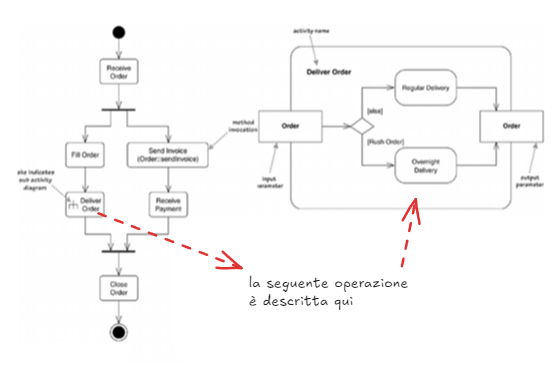 activity name
Receive
Order
Deliver Order
Regular Delivery
[else]
Order
Order
method
invocation
Fill Order
Send Invoice
(Order::sendInvoice)
[Rush Order]
Overnight
Delivery
input
parameter
output
parameter
indicates
sub activity
diagram
Deliver
Order
Receive
Payment
la seguente operazione
è descritta qui
Close
Order